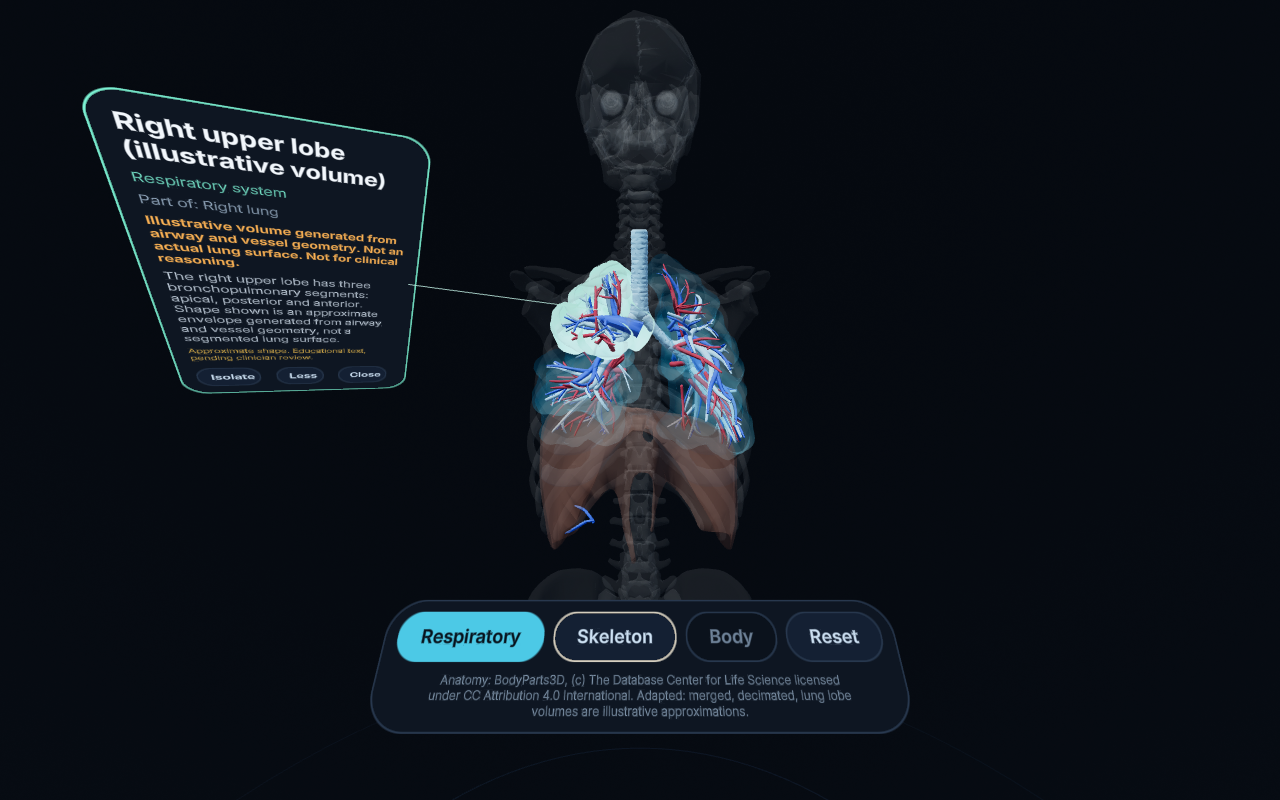 Right upper lobe
(illustrative volume)
Respiratory system
Part of: Right lung
Illustrative volume generated from
airway and vessel geometry. Not an
actual lung surface. Not for clinical
reasoning.
The right upper lobe has three
bronchopulmonary segments:
apical, posterior and anterior.
Shape shown is an approximate
envelope generated from airway
and vessel geometry, not a
segmented lung surface.
Approximate shape. Educational text,
pending clinician review.
Isolate Less Close
Respiratory Skeleton Body Reset
Anatomy: BodyParts3D, (c) The Database Center for Life Science licensed
under CC Attribution 4.0 International. Adapted: merged, decimated, lung lobe
volumes are illustrative approximations.